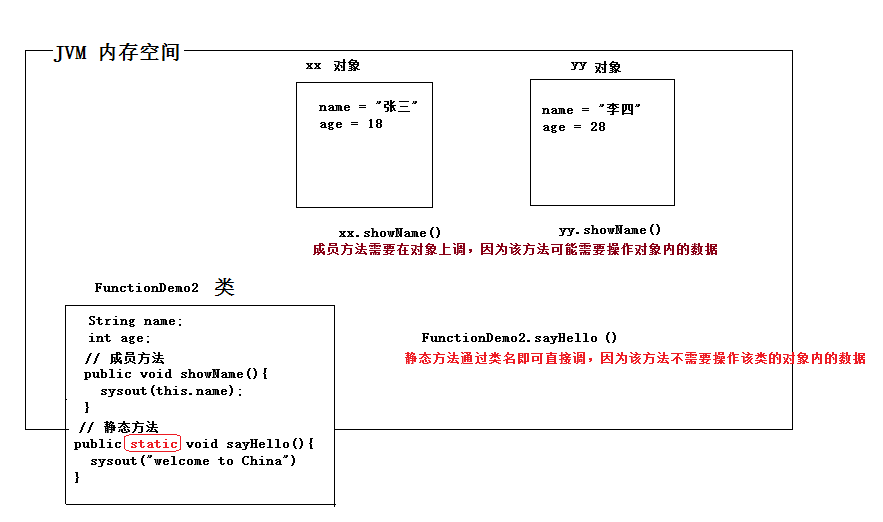 JVM 内存空间
xx 对象
yy 对象
name = "张三"
age = 18
name = "李四"
age = 28
xx.showName()
yy.showName()
成员方法需要在对象上调，因为该方法可能需要操作对象内的数据
FunctionDemo2 类
String name;
int age;
// 成员方法
public void showName(){
sysout(this.name);
}
// 静态方法
public static void sayHello(){
sysout("welcome to China")
}
FunctionDemo2.sayHello ()
静态方法通过类名即可直接调，因为该方法不需要操作该类的对象内的数据